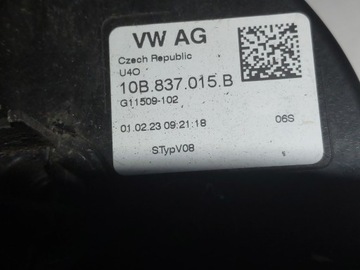 VW AG
Czech Republic
U4O
10B.837.015.B
G11509-102
01.02.23 09:21:18 06S
STypV08